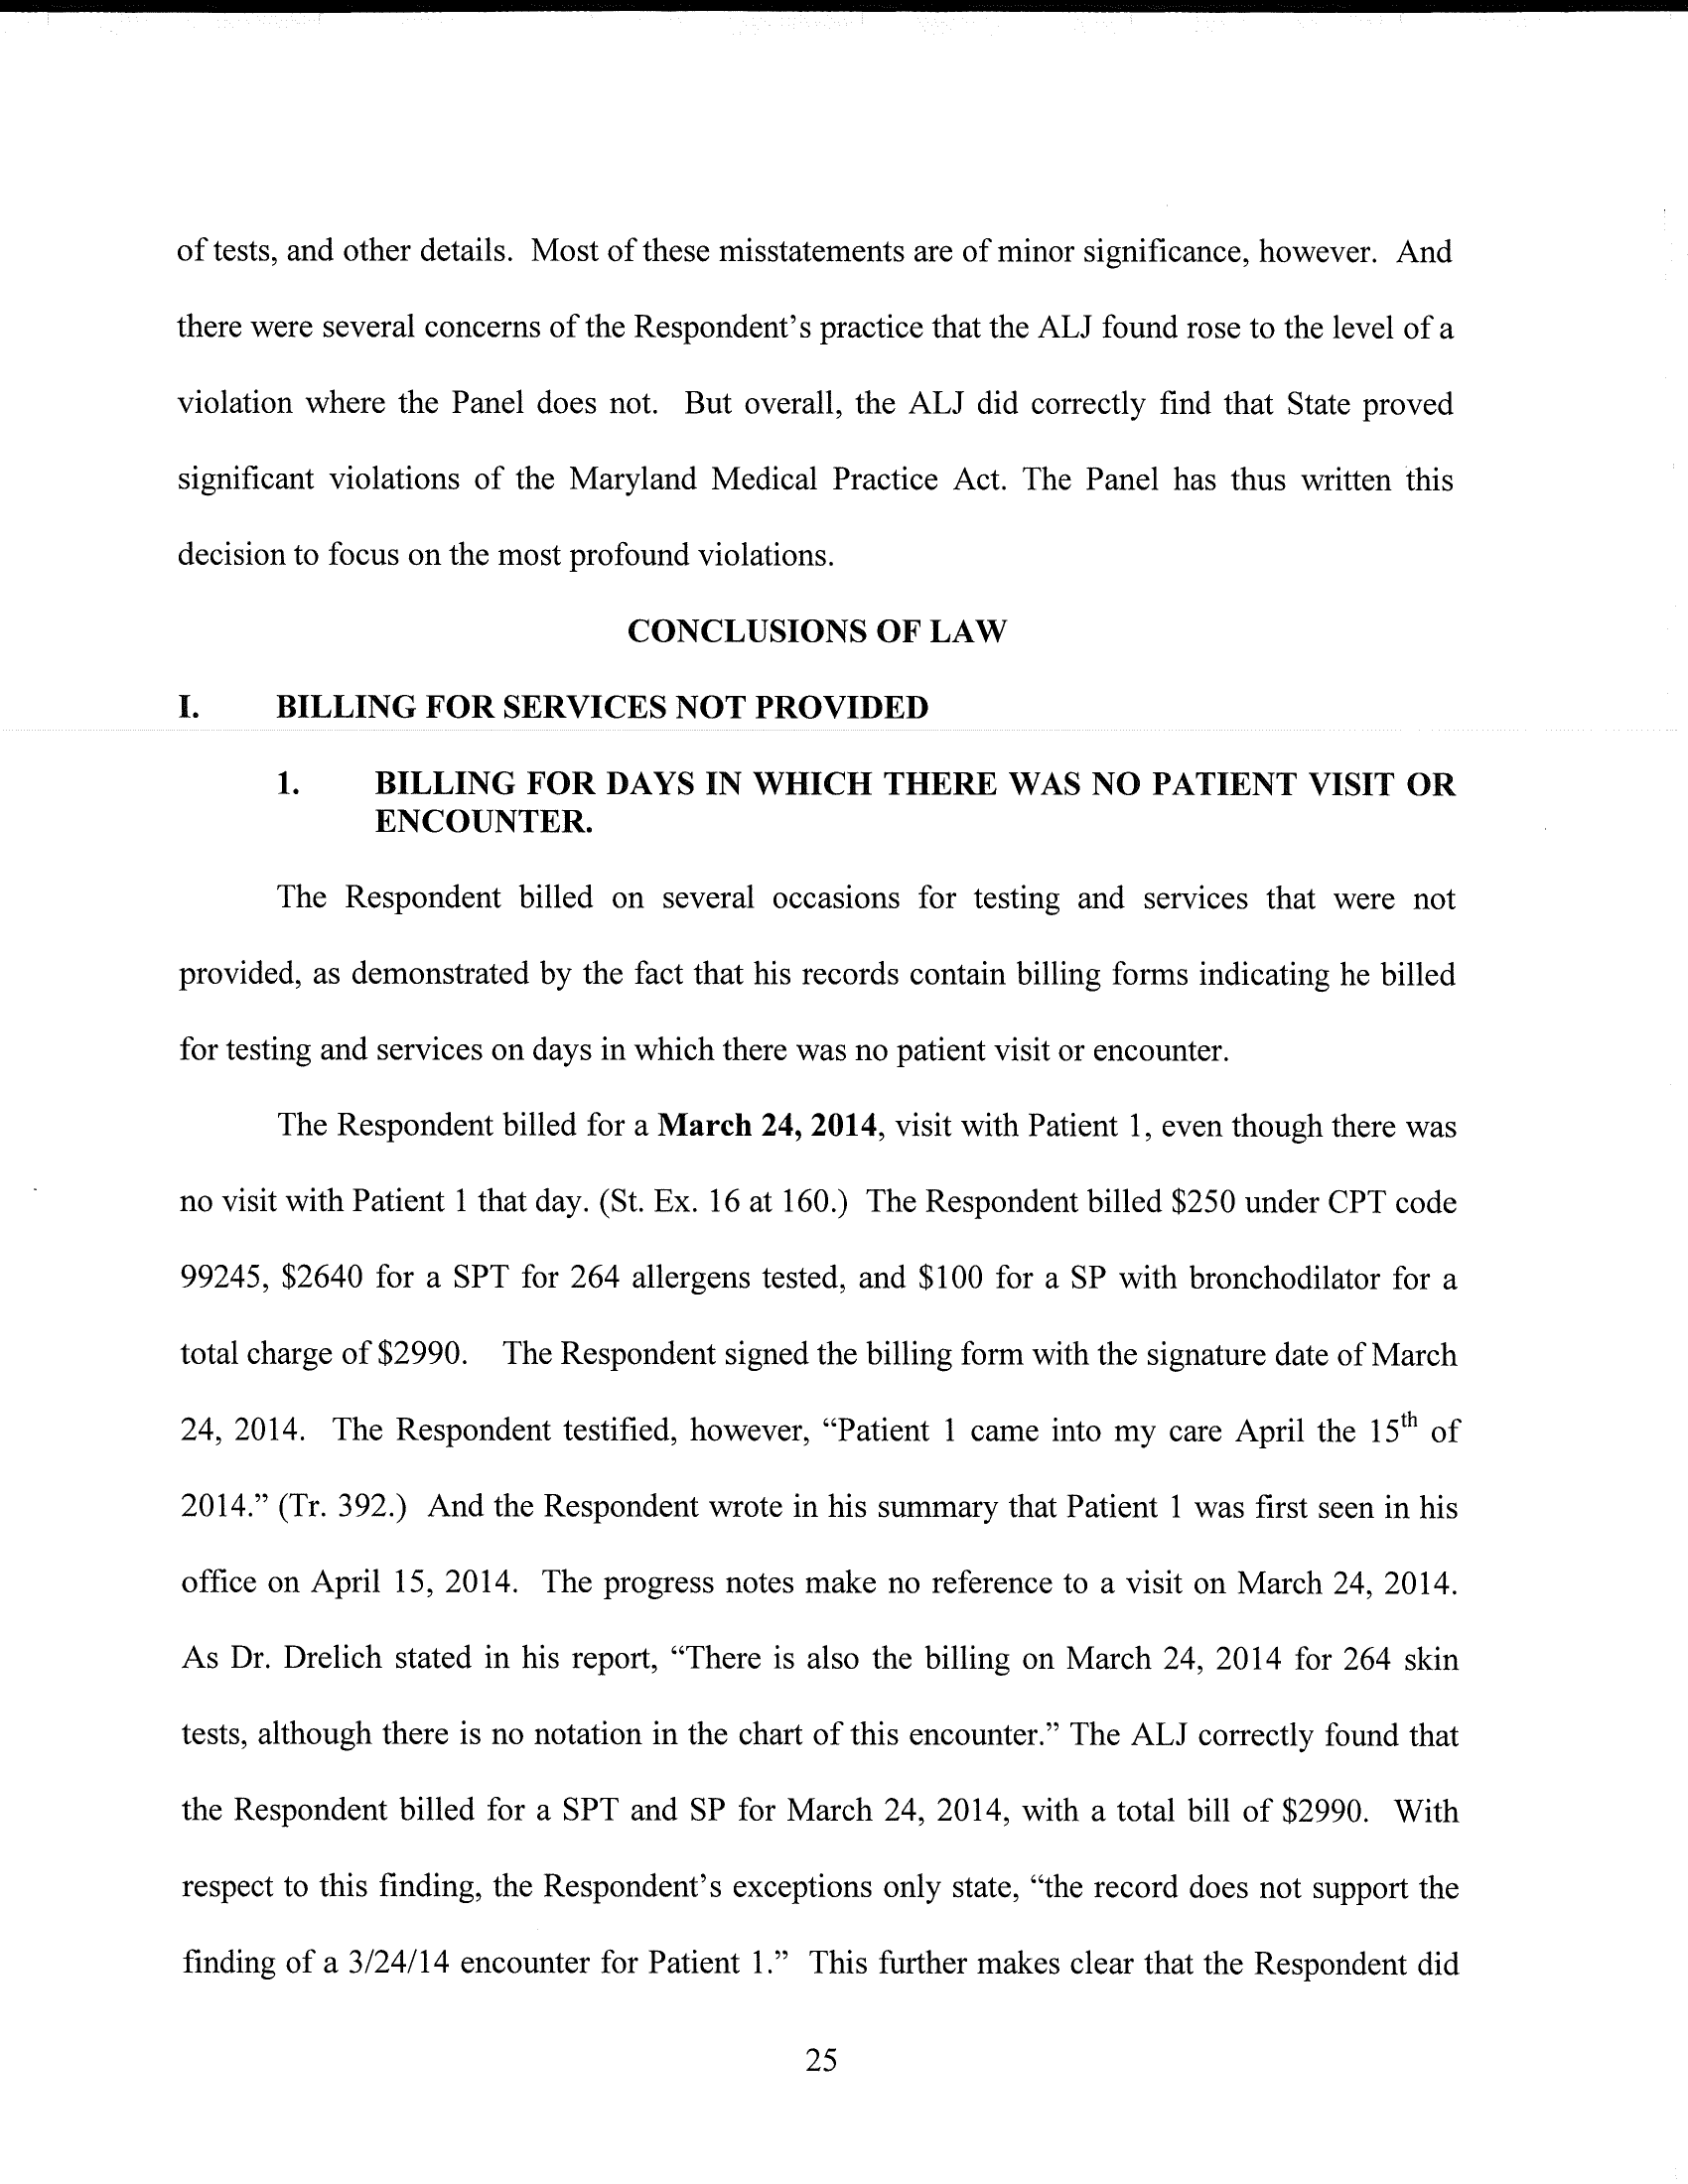 of tests, and other details. Most of these misstatements are of minor significance, however. And
there were several concerns of the Respondent's practice that the ALJ found rose to the level of a
violation where the Panel does not. But overall, the ALJ did correctly find that State proved
significant violations of the Maryland Medical Practice Act. The Panel has thus written this
decision to focus on the most profound violations.
CONCLUSIONS OF LAW
I. BILLING FOR SERVICES NOT PROVIDED
1. BILLING FOR DAYS IN WHICH THERE WAS NO PATIENT VISIT OR
ENCOUNTER.
The Respondent billed on several occasions for testing and services that were not
provided, as demonstrated by the fact that his records contain billing forms indicating he billed
for testing and services on days in which there was no patient visit or encounter.
The Respondent billed for a March 24, 2014, visit with Patient 1, even though there was
no visit with Patient 1 that day. (St. Ex. 16 at 160.) The Respondent billed $250 under CPT code
99245, $2640 for a SPT for 264 allergens tested, and $100 for a SP with bronchodilator for a
total charge of $2990. The Respondent signed the billing form with the signature date of March
24, 2014. The Respondent testified, however, “Patient 1 came into my care April the 15th of
2014.” (Tr. 392.) And the Respondent wrote in his summary that Patient 1 was first seen in his
office on April 15, 2014. The progress notes make no reference to a visit on March 24, 2014.
As Dr. Drelich stated in his report, “There is also the billing on March 24, 2014 for 264 skin
tests, although there is no notation in the chart of this encounter.” The ALJ correctly found that
the Respondent billed for a SPT and SP for March 24, 2014, with a total bill of $2990. With
respect to this finding, the Respondent's exceptions only state, “the record does not support the
finding of a 3/24/14 encounter for Patient 1.” This further makes clear that the Respondent did
25